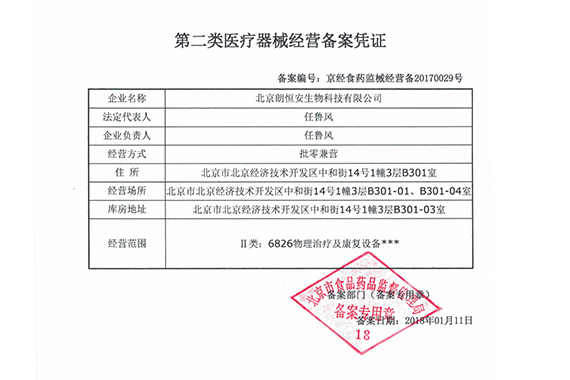 第二类医疗器械经营备案凭证
备案编号：京经食药监械经营备20170029号
企业名称 北京朗恒安生物科技有限公司
法定代表人 任鲁风
企业负责人 任鲁风
经营方式 批零兼营
住 所 北京市北京经济技术开发区中和街14号1幢3层B301室
经营场所 北京市北京经济技术开发区中和街14号1幢3层B301-01、B301-04室
库房地址 北京市北京经济技术开发区中和街14号1幢3层B301-03室
经营范围 II类：6826物理治疗及康复设备***
北京市食品药品监督管理局
备案部门（备案专用章）
备案专用章
备案日期：2018年01月11日
18